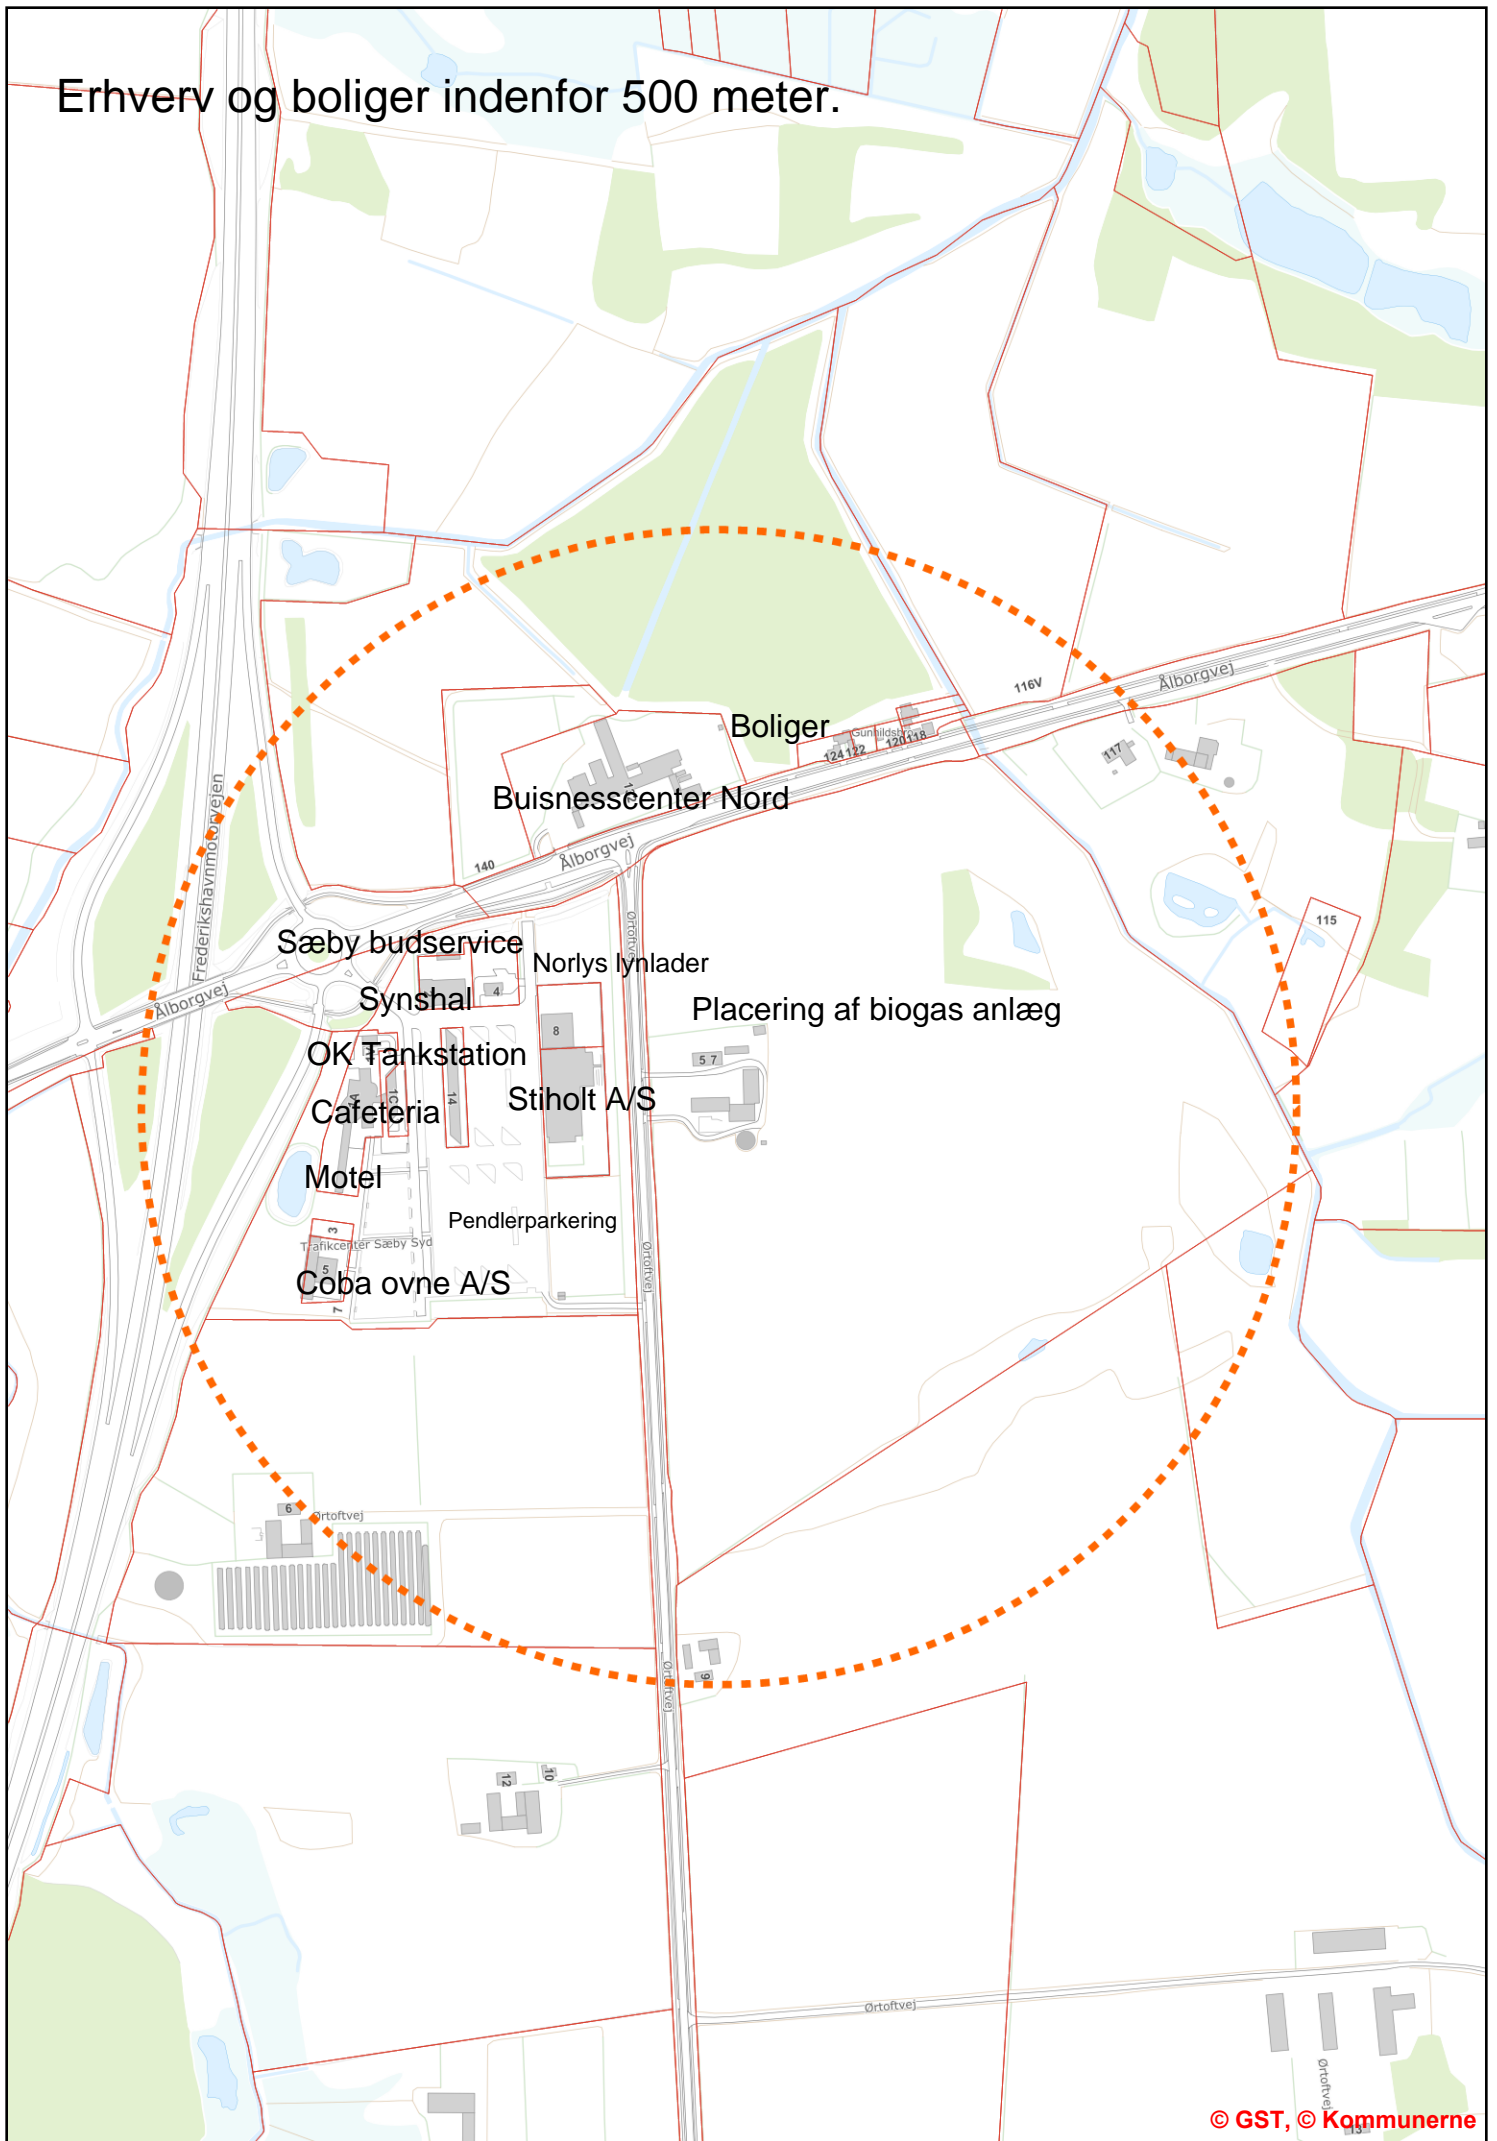 Erhverv og boliger indenfor 500 meter.
116V
Ålborgvej
Boliger
Gunhildsbro
124 122
120 118
117
Buisnesscenter Nord
Frederikshavnmotorvejen
Ålborgvej
140
Ørtoftvej
115
Sæby budservice
Norlys lynlader
4
Synshal
Ålborgvej
Placering af biogas anlæg
8
OK Tankstation
5 7
1C
14
Stiholt A/S
Cafeteria
Motel
Pendlerparkering
3
Trafikcenter Sæby Syd
5
Coba ovne A/S
7
Ørtoftvej
6
Ørtoftvej
9
Ørtoftvej
12
10
Ørtoftvej
Ørtoftvej
13
© GST, © Kommunerne